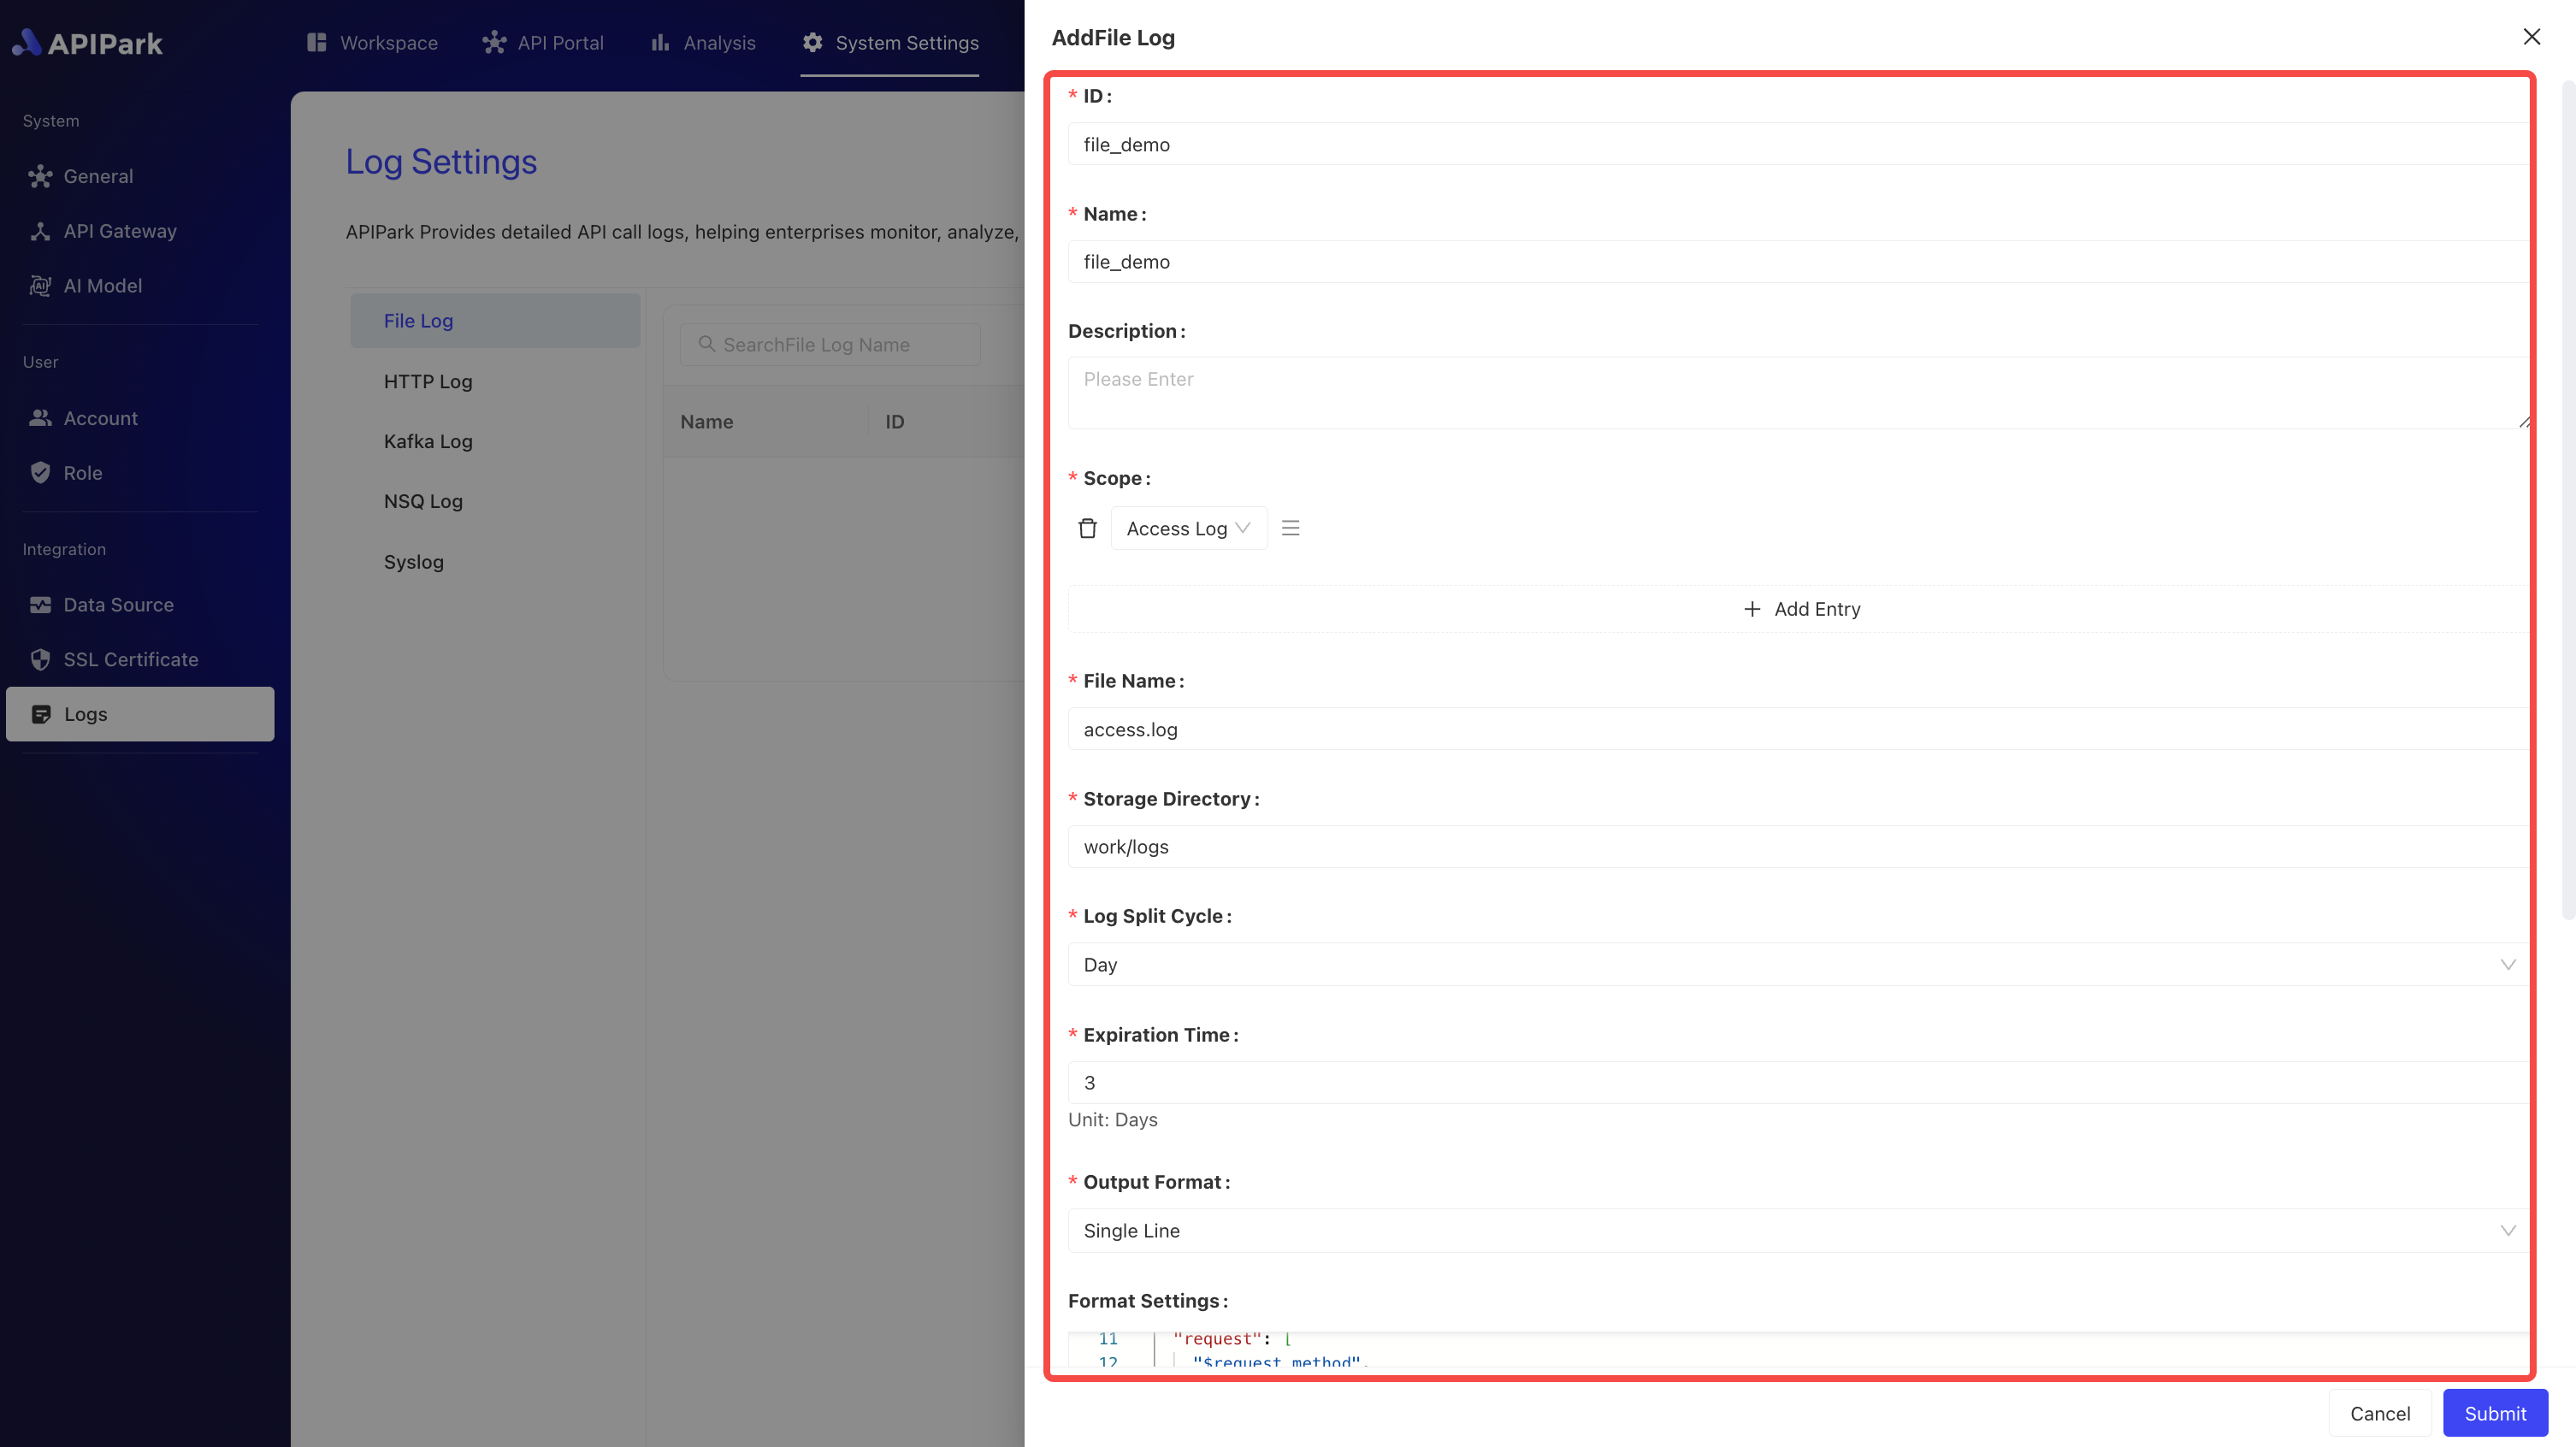 APIPark
Workspace
API Portal
Analysis
System Settings
System
General
API Gateway
AI Model
User
Account
Role
Integration
Data Source
SSL Certificate
Logs
Log Settings
APIPark Provides detailed API call logs, helping enterprises monitor, analyze,
File Log
HTTP Log
Kafka Log
NSQ Log
Syslog
SearchFile Log Name
Name
ID
AddFile Log
* ID:
file_demo
* Name:
file_demo
Description:
Please Enter
* Scope:
Access Log
Add Entry
* File Name:
access.log
* Storage Directory:
work/logs
* Log Split Cycle:
Day
* Expiration Time:
3
Unit: Days
* Output Format:
Single Line
Format Settings:
11 "request": [
12 "$request_method",
Cancel
Submit